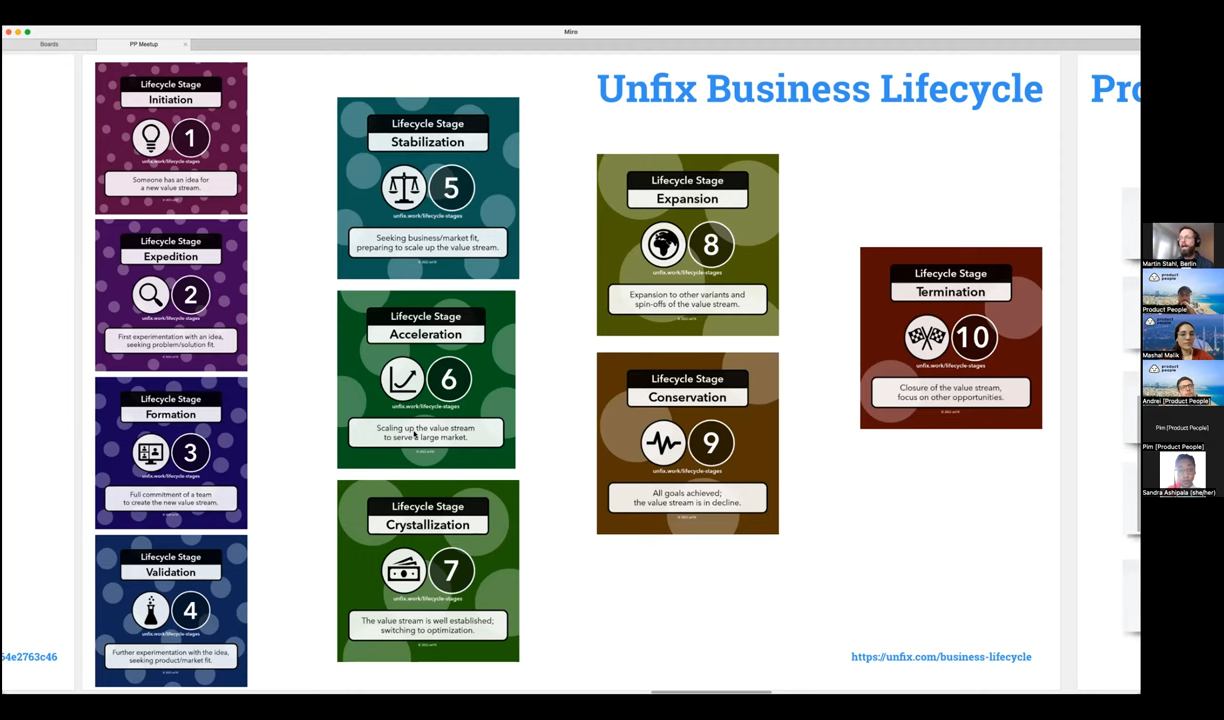 Miro
Boards
PP Meetup
Unfix Business Lifecycle
Pro
Lifecycle Stage
Initiation
1
unfix.work/lifecycle-stages
Someone has an idea for
a new value stream.
Lifecycle Stage
Expedition
2
unfix.work/lifecycle-stages
First experimentation with an idea,
seeking problem/solution fit.
Lifecycle Stage
Formation
3
unfix.work/lifecycle-stages
Full commitment of a team
to create the new value stream.
Lifecycle Stage
Validation
4
unfix.work/lifecycle-stages
Further experimentation with the idea,
seeking product/market fit.
Lifecycle Stage
Stabilization
5
unfix.work/lifecycle-stages
Seeking business/market fit,
preparing to scale up the value stream.
Lifecycle Stage
Acceleration
6
unfix.work/lifecycle-stages
Scaling up the value stream
to serve a large market.
Lifecycle Stage
Crystallization
7
unfix.work/lifecycle-stages
The value stream is well established;
switching to optimization.
Lifecycle Stage
Expansion
8
unfix.work/lifecycle-stages
Expansion to other variants and
spin-offs of the value stream.
Lifecycle Stage
Conservation
9
unfix.work/lifecycle-stages
All goals achieved;
the value stream is in decline.
Lifecycle Stage
Termination
10
unfix.work/lifecycle-stages
Closure of the value stream,
focus on other opportunities.
64e2763c46
https://unfix.com/business-lifecycle
Martin Stahl, Berlin
product people
Product People
product people
Mashal Malik
product people
Andrei [Product People]
Pim [Product People]
Pim [Product People]
Sandra Ashipala (she/her)